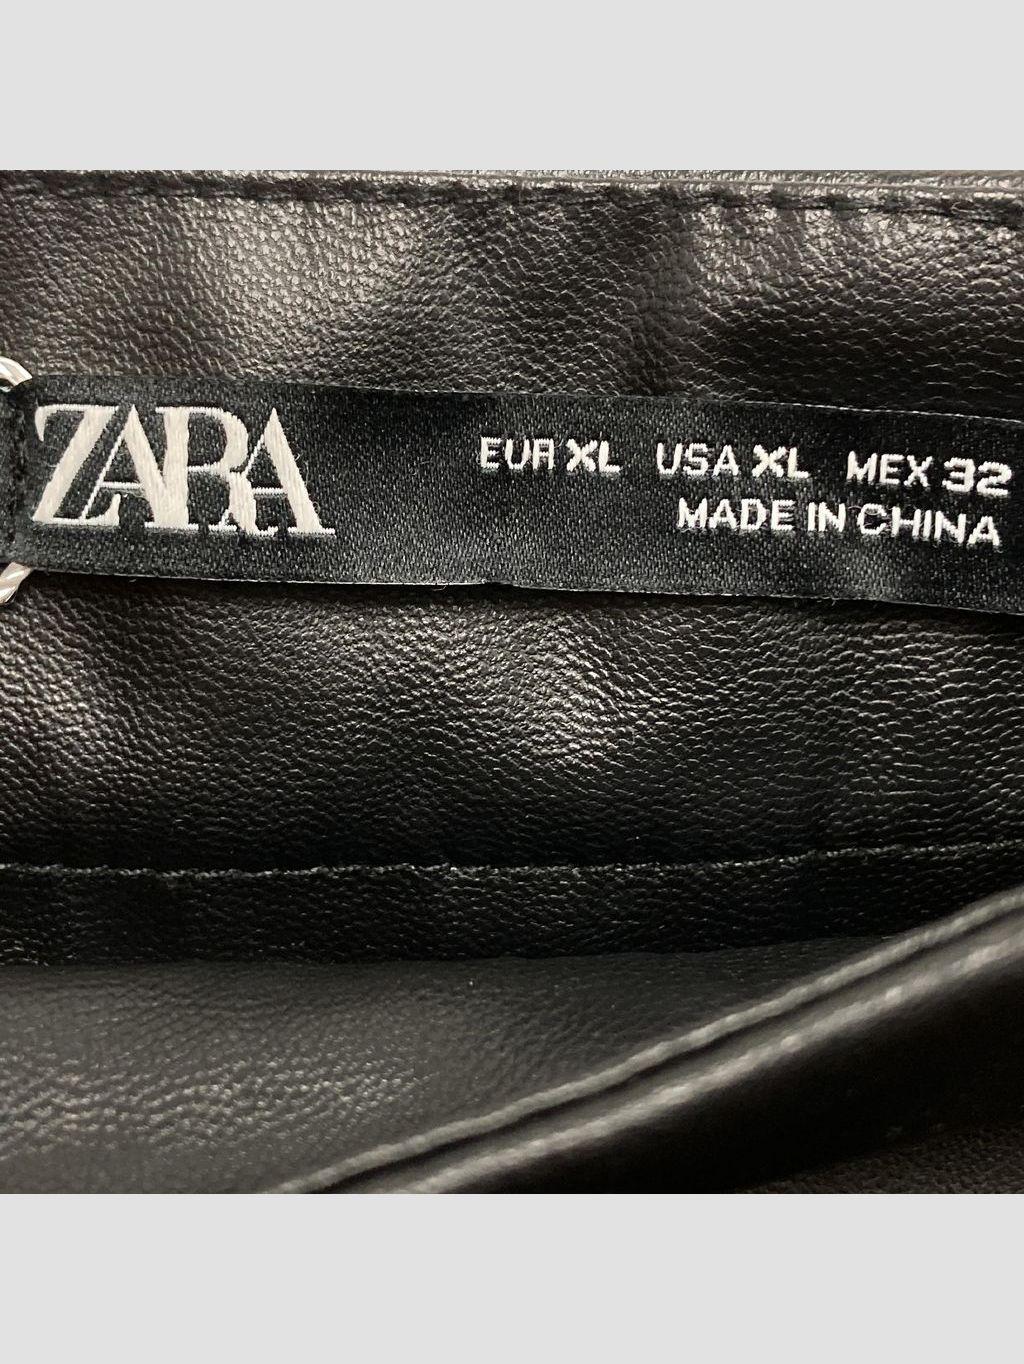 ZARA
EUR XL USA XL MEX 32
MADE IN CHINA